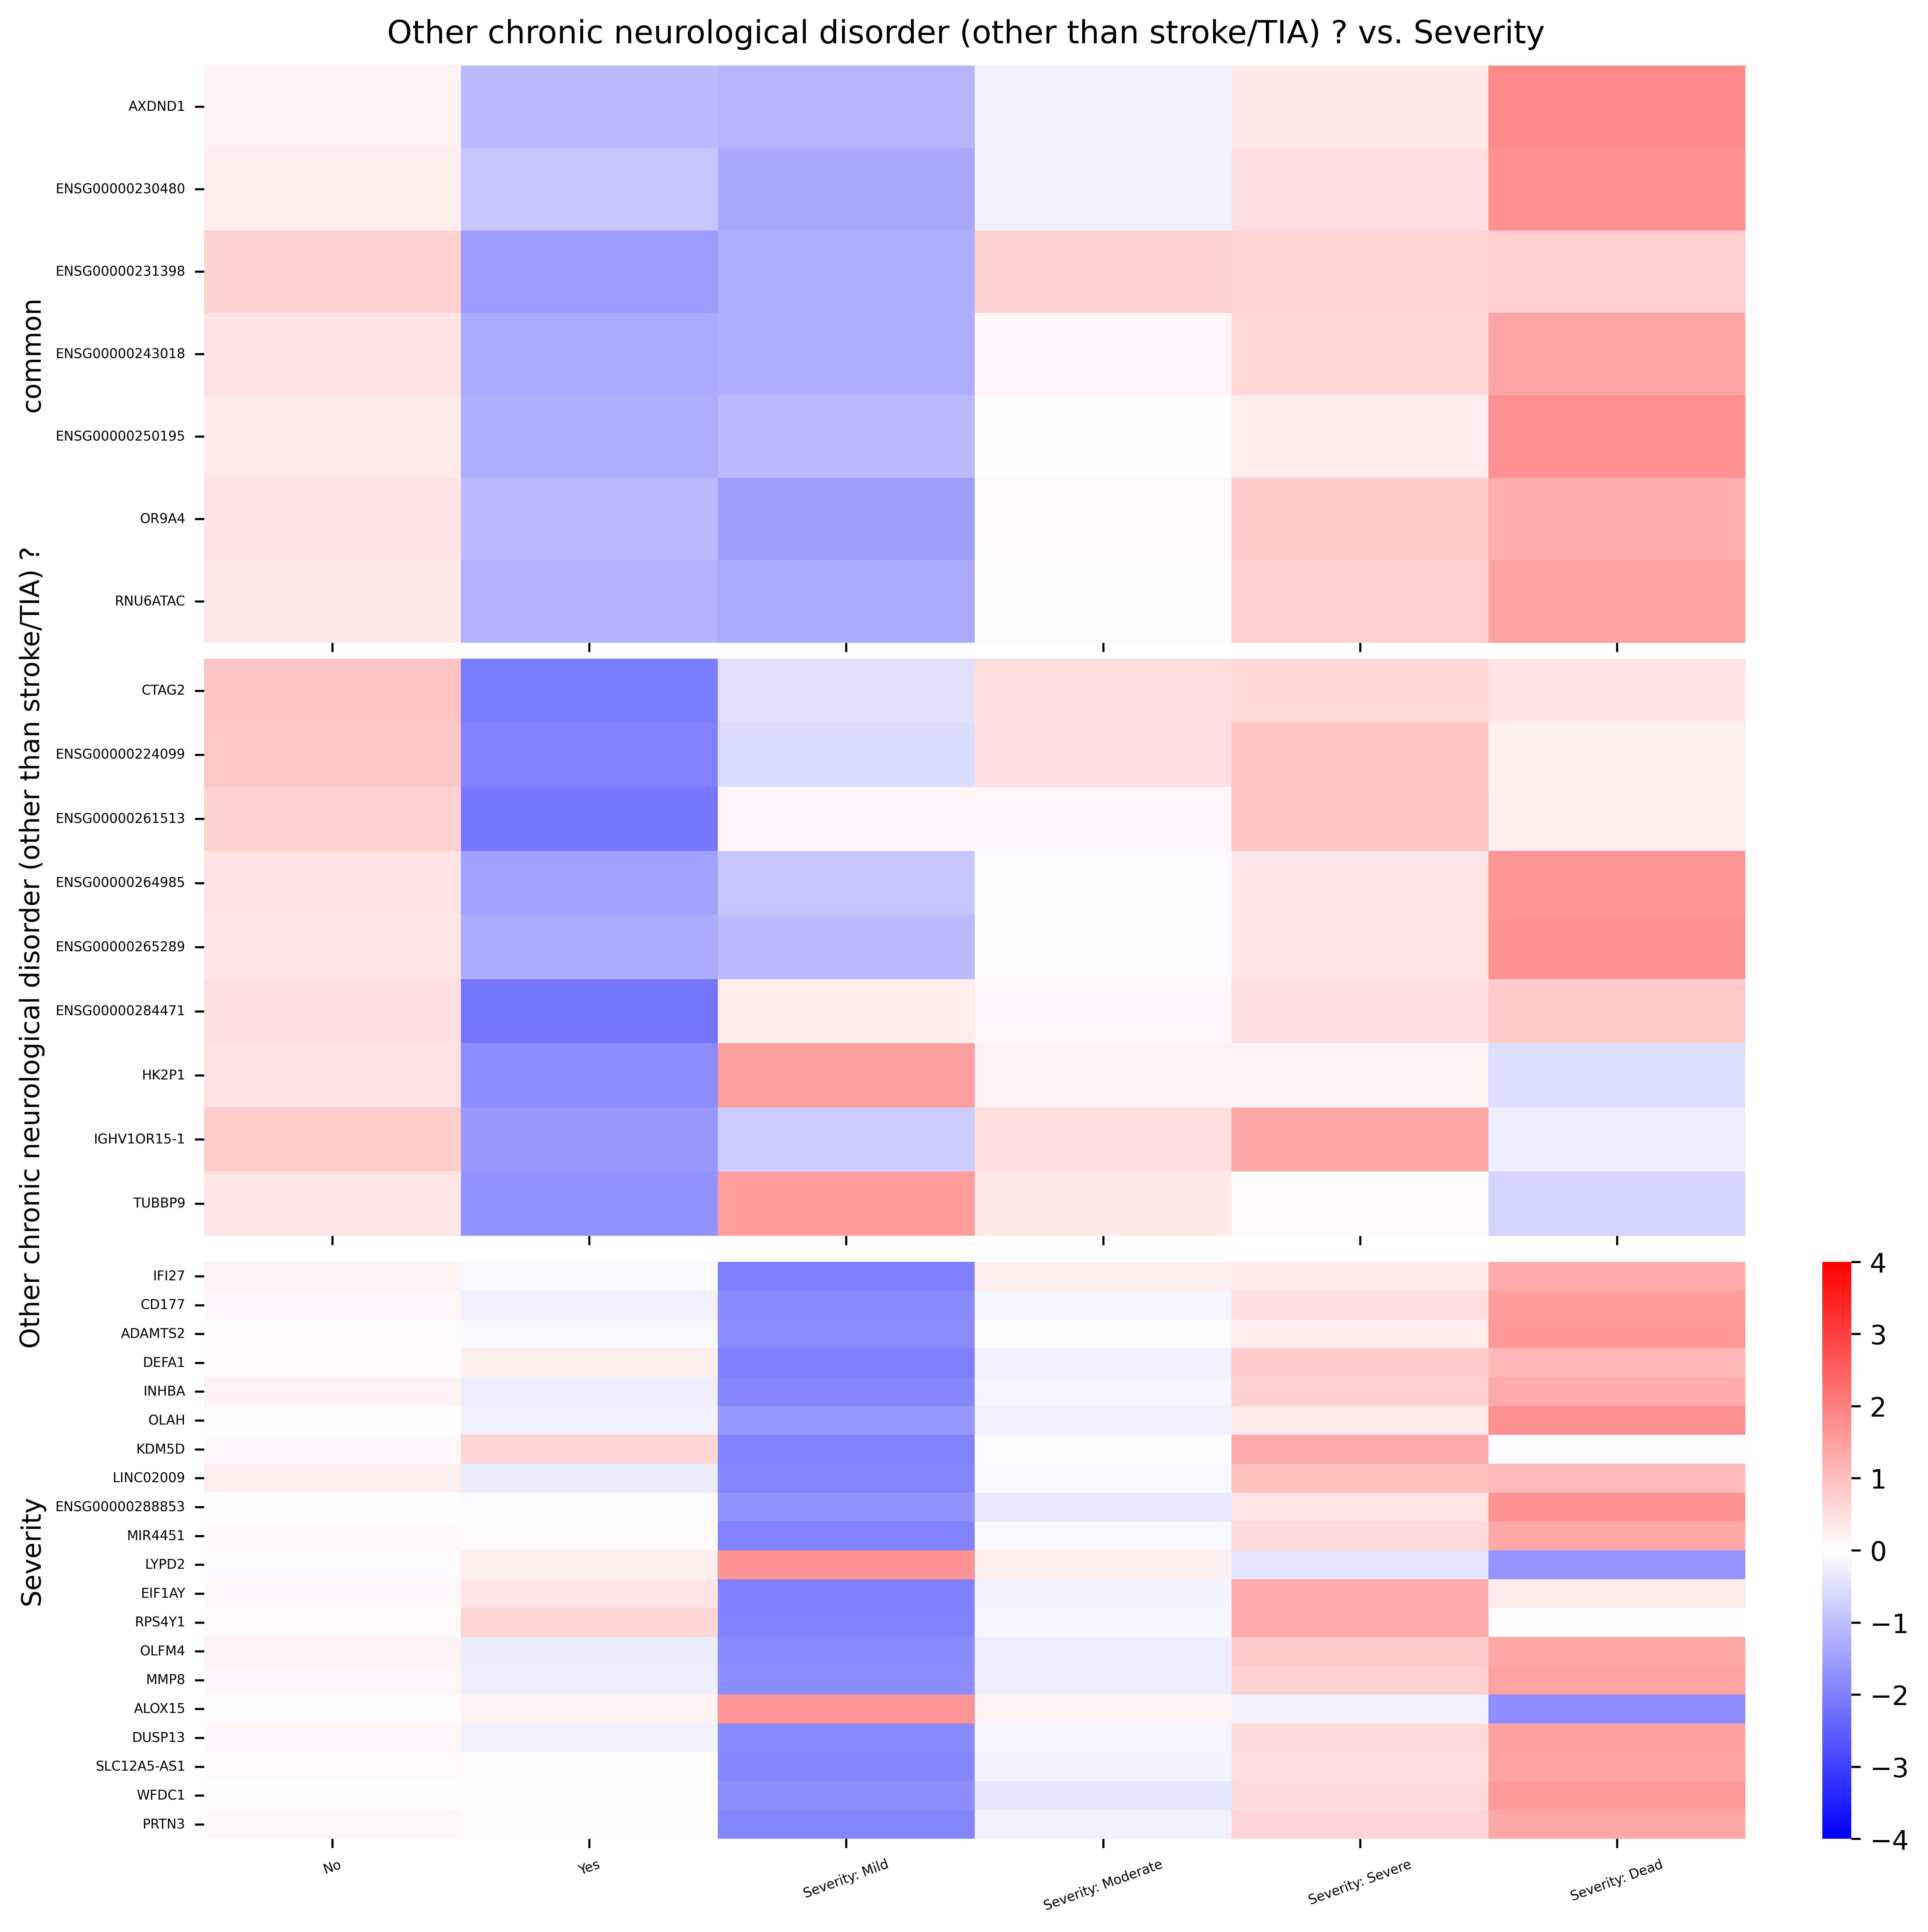 Other chronic neurological disorder (other than stroke/TIA) ? vs. Severity
common
AXDND1
ENSG00000230480
ENSG00000231398
ENSG00000243018
ENSG00000250195
OR9A4
RNU6ATAC
Other chronic neurological disorder (other than stroke/TIA) ?
CTAG2
ENSG00000224099
ENSG00000261513
ENSG00000264985
ENSG00000265289
ENSG00000284471
HK2P1
IGHV1OR15-1
TUBBP9
Severity
IFI27
CD177
ADAMTS2
DEFA1
INHBA
OLAH
KDM5D
LINC02009
ENSG00000288853
MIR4451
LYPD2
EIF1AY
RPS4Y1
OLFM4
MMP8
ALOX15
DUSP13
SLC12A5-AS1
WFDC1
PRTN3
No
Yes
Severity: Mild
Severity: Moderate
Severity: Severe
Severity: Dead
4
3
2
1
0
−1
−2
−3
−4